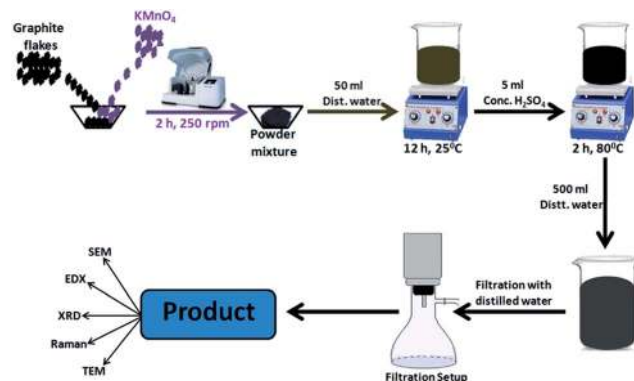 Graphite
flakes
KMnO₄
2 h, 250 rpm
Powder
mixture
50 ml
Dist. water
12 h, 25⁰C
5 ml
Conc. H₂SO₄
2 h, 80⁰C
500 ml
Distt. water
Filtration with
distilled water
Filtration Setup
Product
SEM
EDX
XRD
Raman
TEM